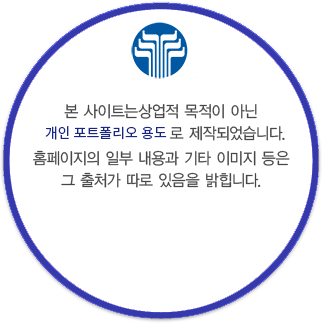 본 사이트는상업적 목적이 아닌
개인 포트폴리오 용도로 제작되었습니다.
홈페이지의 일부 내용과 기타 이미지 등은
그 출처가 따로 있음을 밝힙니다.